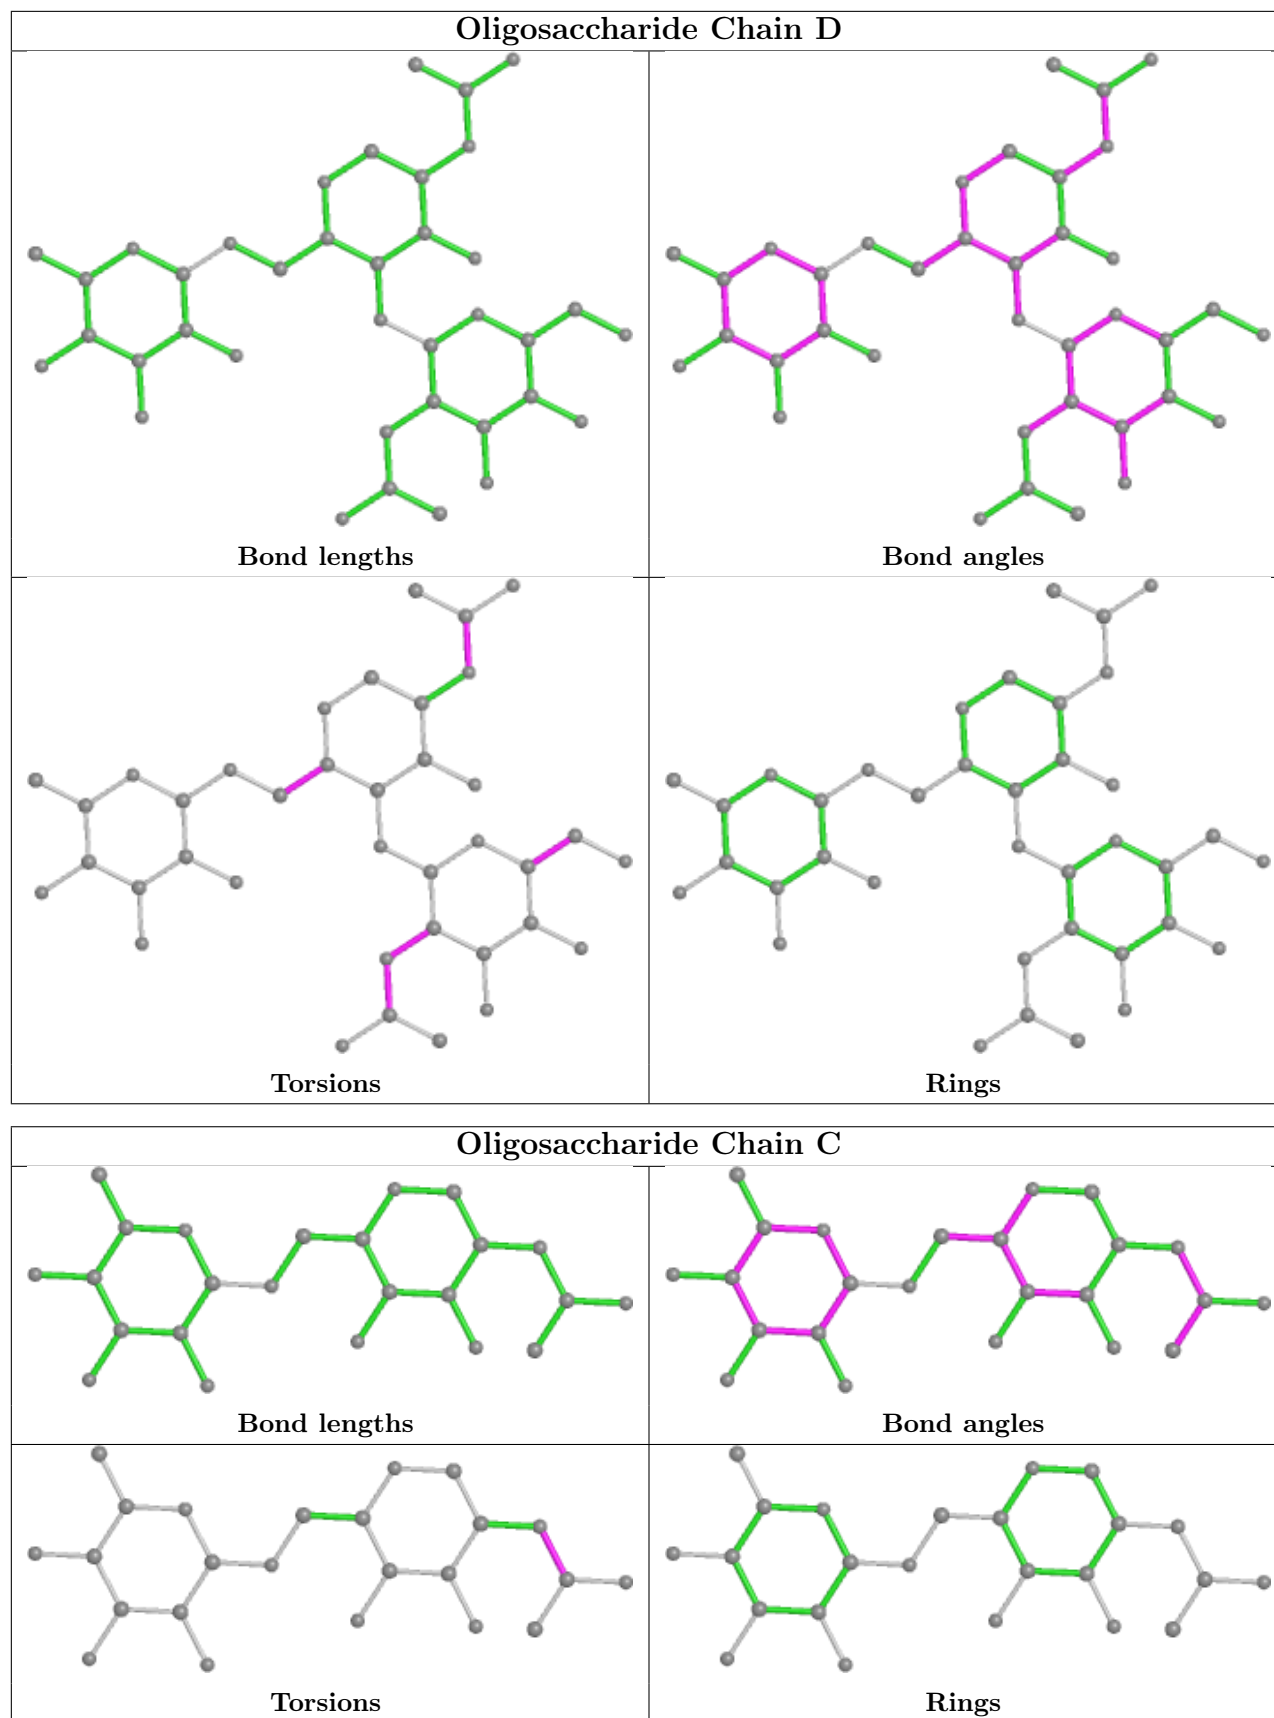 Oligosaccharide Chain D
Bond lengths
Bond angles
Torsions
Rings
Oligosaccharide Chain C
Bond lengths
Bond angles
Torsions
Rings